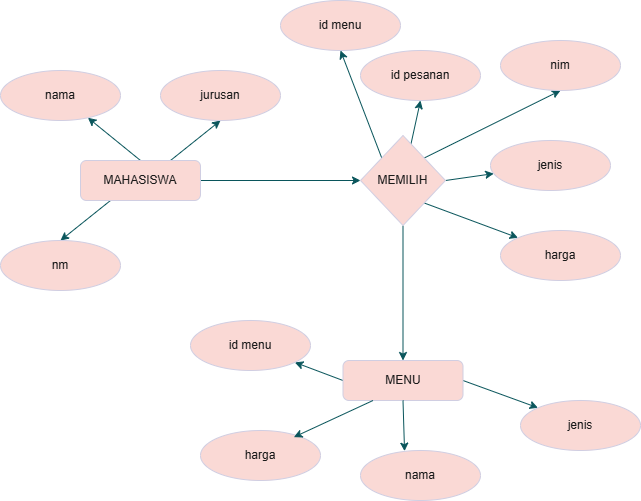 id menu
id pesanan
nim
nama
jurusan
jenis
MAHASISWA
MEMILIH
nm
harga
id menu
MENU
jenis
harga
nama